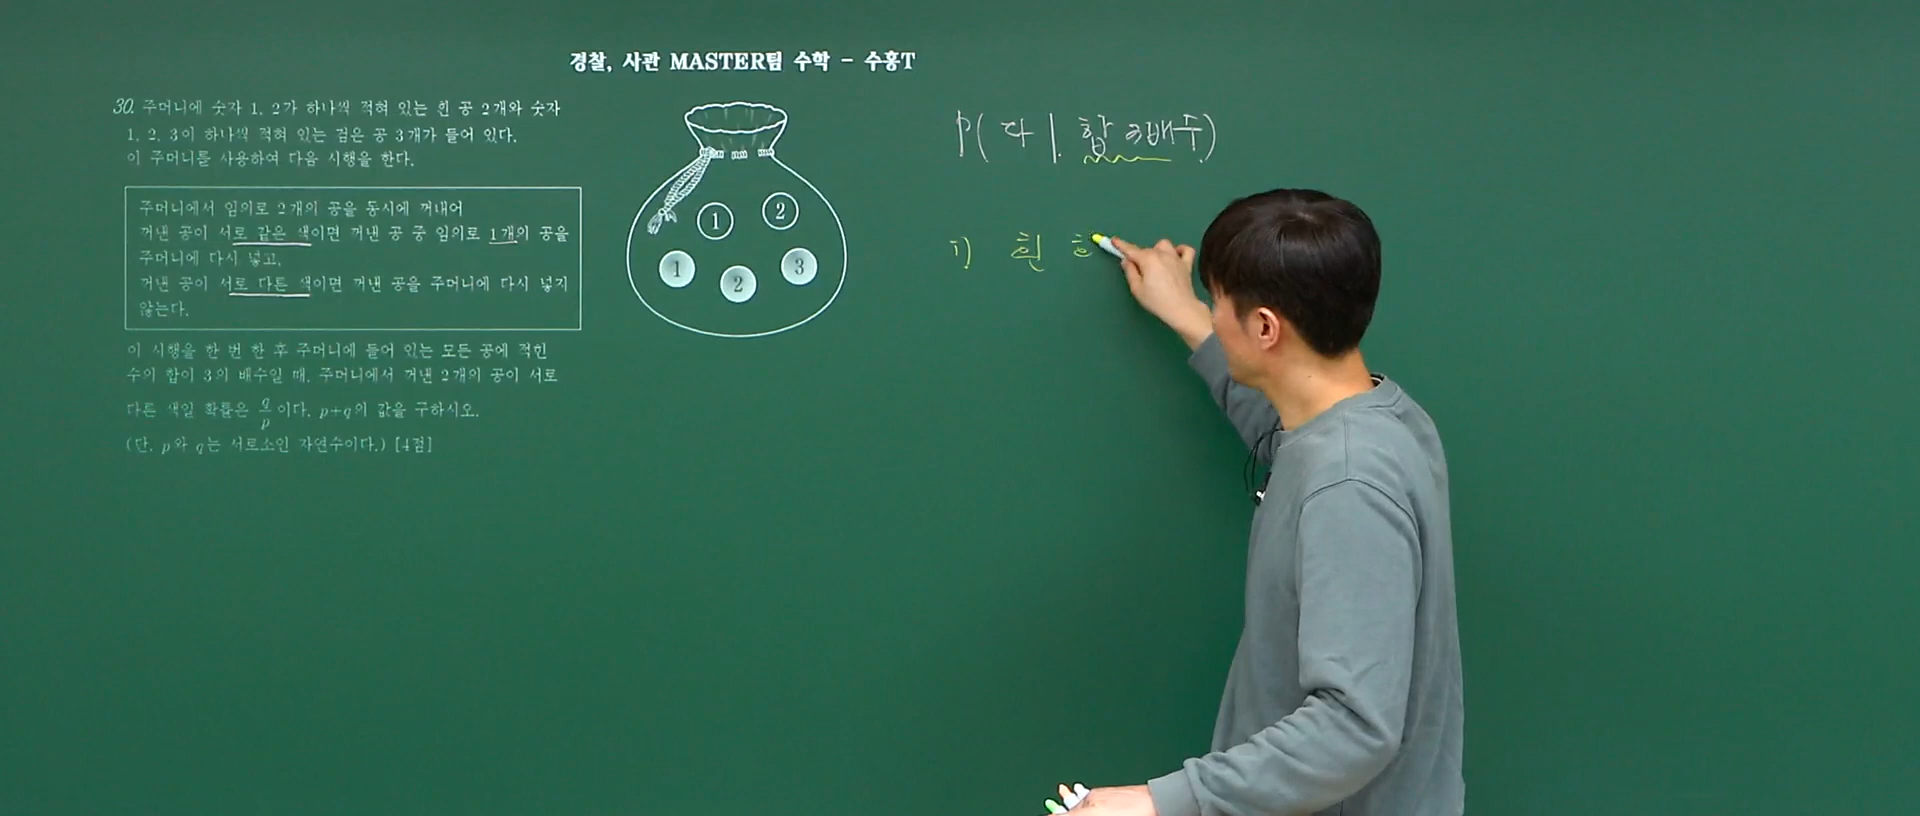 경찰, 사관 MASTER팀 수학 - 수홍T
30. 주머니에 숫자 1, 2가 하나씩 적혀 있는 흰 공 2개와 숫자
1, 2, 3이 하나씩 적혀 있는 검은 공 3개가 들어 있다.
이 주머니를 사용하여 다음 시행을 한다.
주머니에서 임의로 2개의 공을 동시에 꺼내어
꺼낸 공이 서로 같은 색이면 꺼낸 공 중 임의로 1개의 공을
주머니에 다시 넣고,
꺼낸 공이 서로 다른 색이면 꺼낸 공을 주머니에 다시 넣지
않는다.
이 시행을 한 번 한 후 주머니에 들어 있는 모든 공에 적힌
수의 합이 3의 배수일 때, 주머니에서 꺼낸 2개의 공이 서로
다른 색일 확률은 q/p 이다. p+q의 값을 구하시오.
(단, p와 q는 서로소인 자연수이다.) [4점]
1 2
1 2 3
P( 다 | 합 3배수)
i) 흰